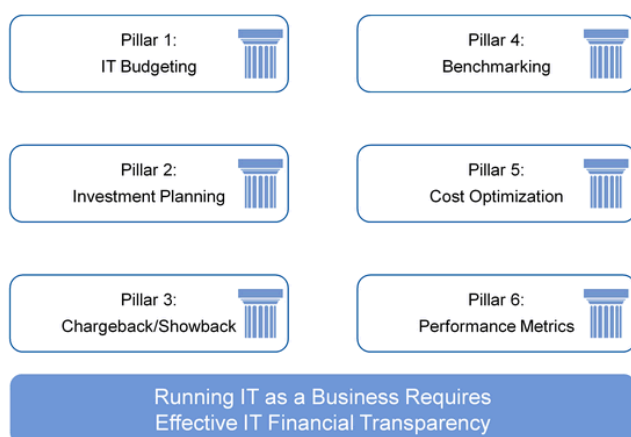 Pillar 1:
IT Budgeting
Pillar 4:
Benchmarking
Pillar 2:
Investment Planning
Pillar 5:
Cost Optimization
Pillar 3:
Chargeback/Showback
Pillar 6:
Performance Metrics
Running IT as a Business Requires
Effective IT Financial Transparency